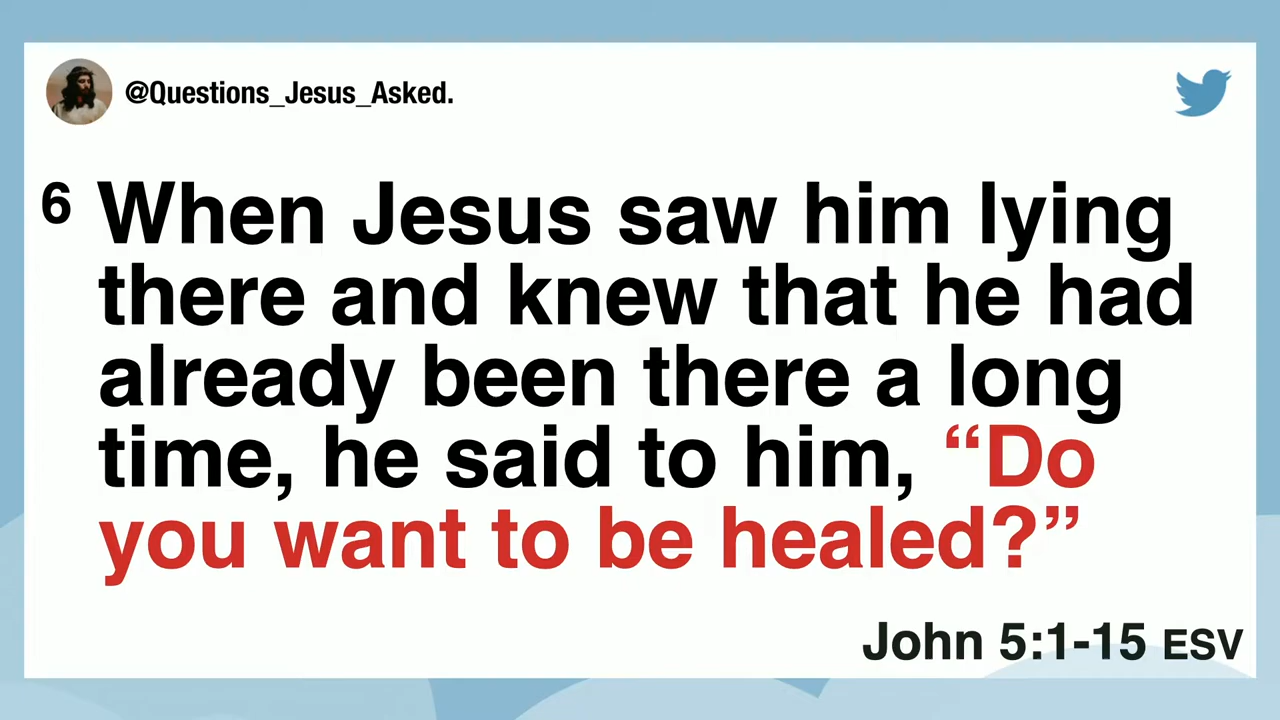 @Questions_Jesus_Asked.
6 When Jesus saw him lying
there and knew that he had
already been there a long
time, he said to him, “Do
you want to be healed?”
John 5:1-15 ESV